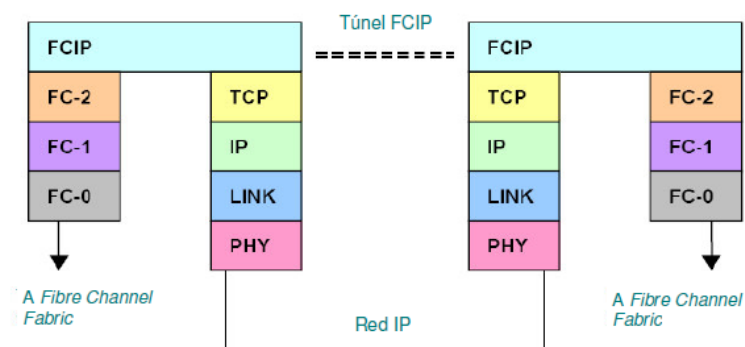 Túnel FCIP
FCIP
FCIP
FC-2
TCP
TCP
FC-2
FC-1
IP
IP
FC-1
FC-0
LINK
LINK
FC-0
PHY
PHY
A Fibre Channel
Fabric
Red IP
A Fibre Channel
Fabric